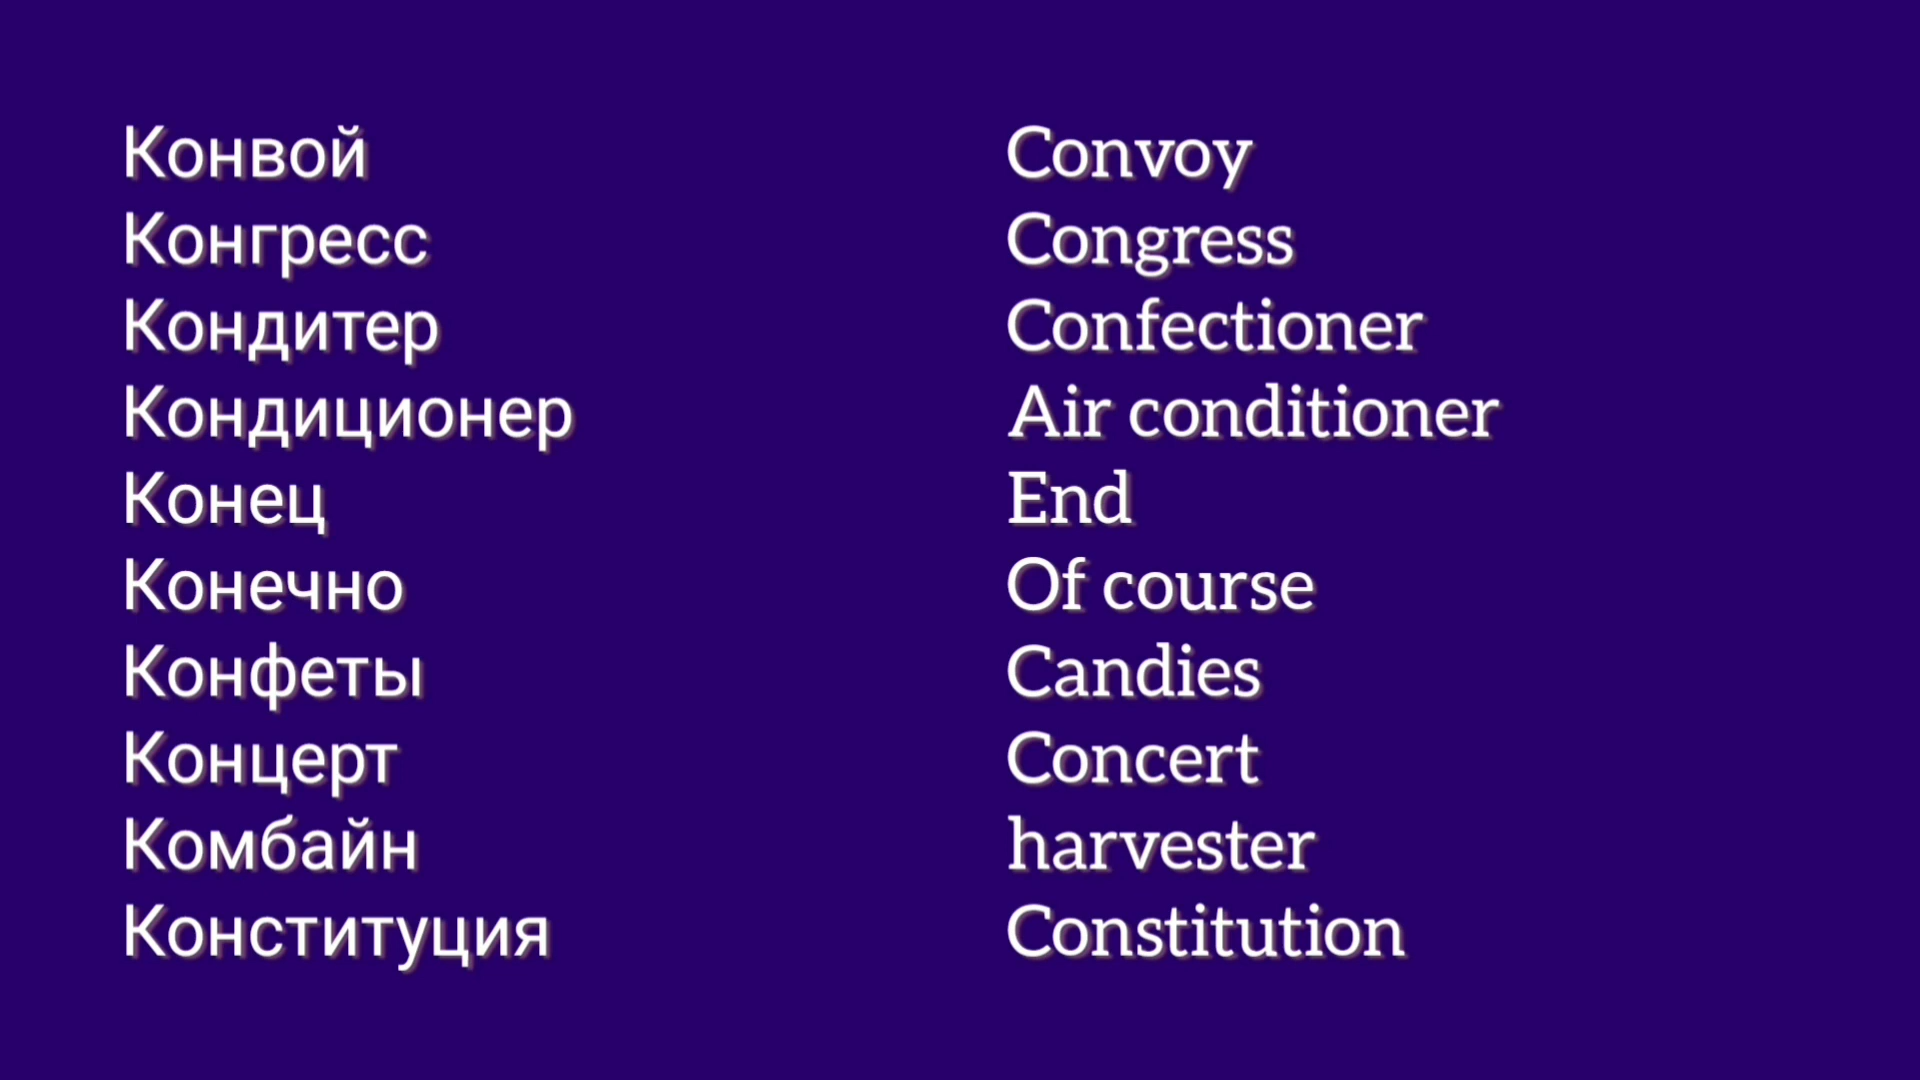 Конвой Convoy
Конгресс Congress
Кондитер Confectioner
Кондиционер Air conditioner
Конец End
Конечно Of course
Конфеты Candies
Концерт Concert
Комбайн harvester
Конституция Constitution